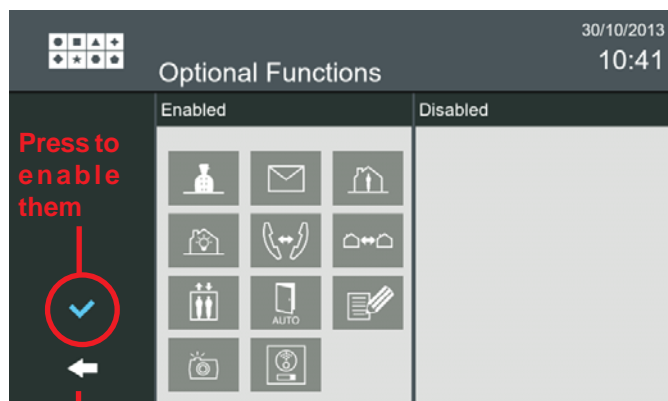 30/10/2013
10:41
Optional Functions
Enabled
Disabled
Press to
enable
them
AUTO